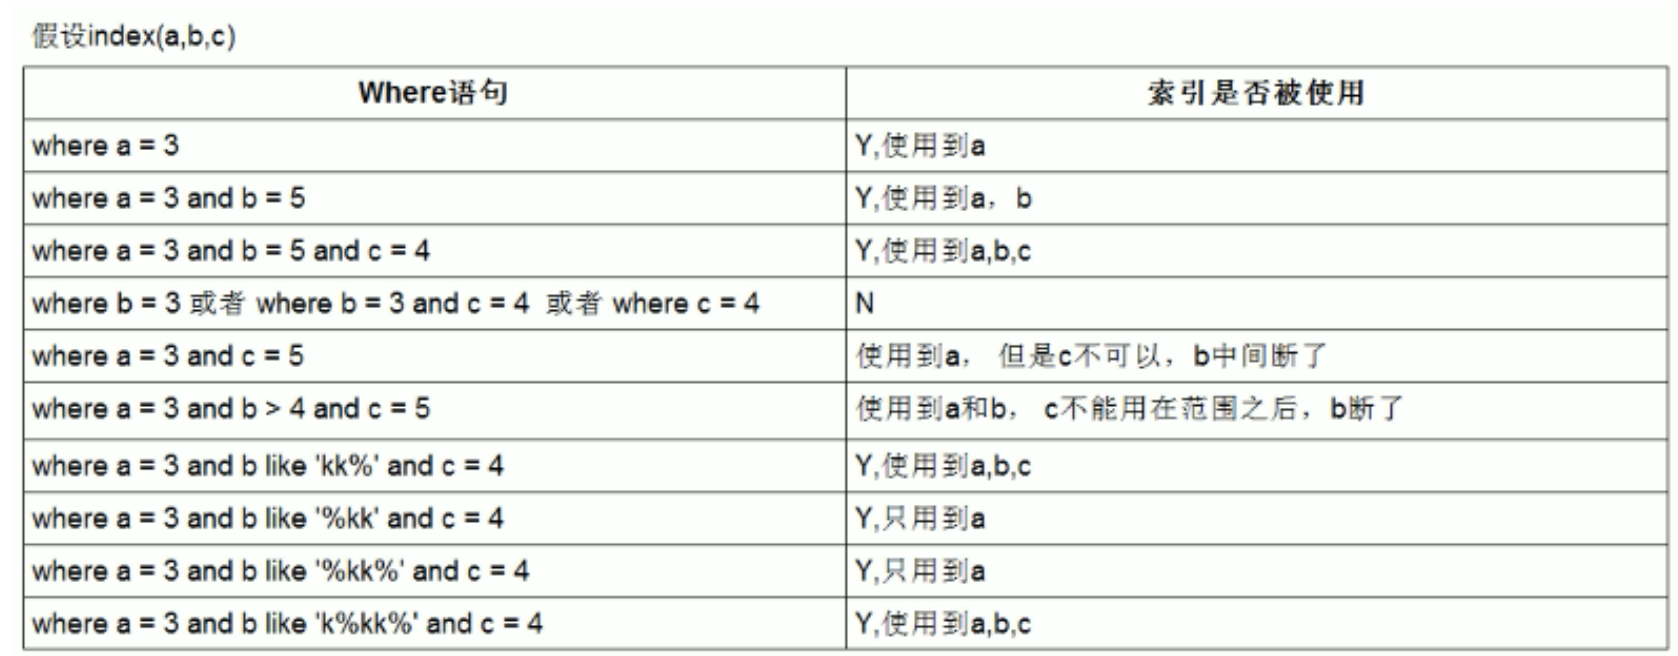 假设index(a,b,c)
Where语句 索引是否被使用
where a = 3 Y,使用到a
where a = 3 and b = 5 Y,使用到a，b
where a = 3 and b = 5 and c = 4 Y,使用到a,b,c
where b = 3 或者 where b = 3 and c = 4 或者 where c = 4 N
where a = 3 and c = 5 使用到a， 但是c不可以，b中间断了
where a = 3 and b > 4 and c = 5 使用到a和b， c不能用在范围之后，b断了
where a = 3 and b like 'kk%' and c = 4 Y,使用到a,b,c
where a = 3 and b like '%kk' and c = 4 Y,只用到a
where a = 3 and b like '%kk%' and c = 4 Y,只用到a
where a = 3 and b like 'k%kk%' and c = 4 Y,使用到a,b,c